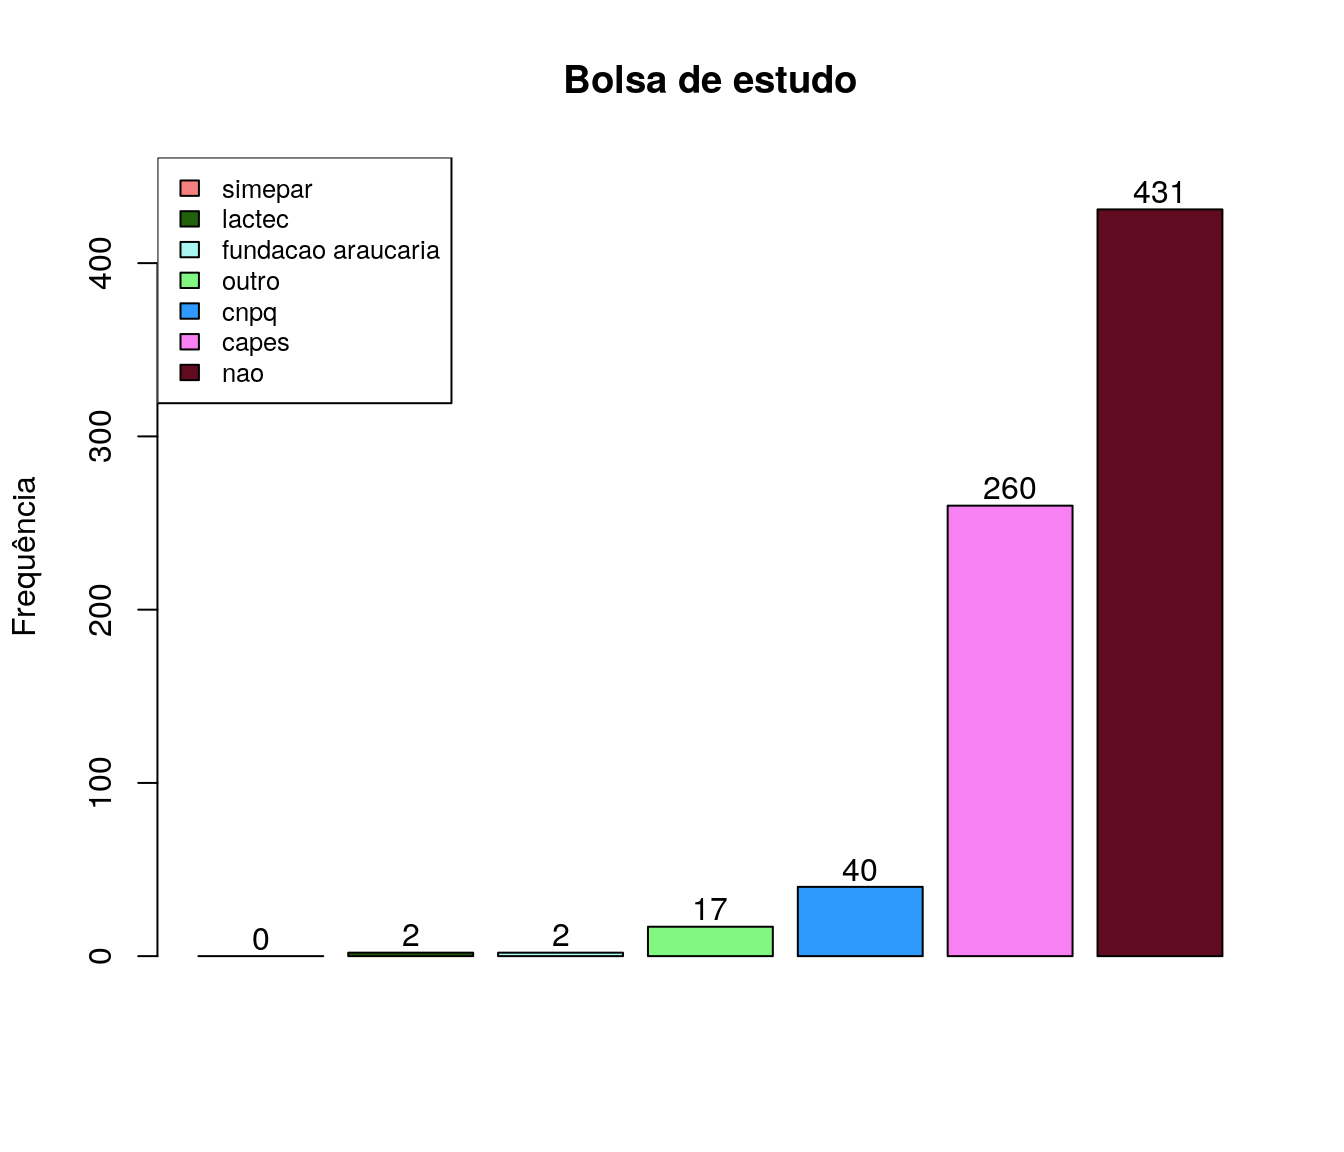 Bolsa de estudo
simepar
lactec
fundacao araucaria
outro
cnpq
capes
nao
Frequência
400
300
200
100
0
0
2
2
17
40
260
431